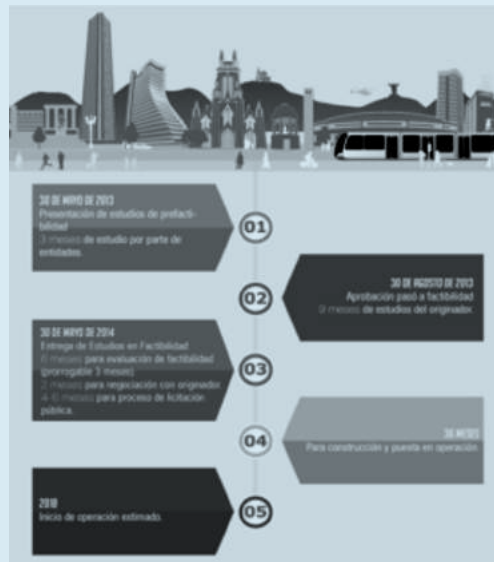 30 DE MAYO DE 2013
Presentación de estudios de prefacti-
bilidad
3 meses de estudio por parte de
entidades.
01
30 DE AGOSTO DE 2013
Aprobación pasó a factibilidad
9 meses de estudios del originador.
02
30 DE MAYO DE 2014
Entrega de Estudios en Factibilidad
6 meses para evaluación de factibilidad
(prorrogable 3 meses)
2 meses para negociación con originador
4-6 meses para proceso de licitación
pública.
03
36 MESES
Para construcción y puesta en operación
04
2018
Inicio de operación estimado.
05